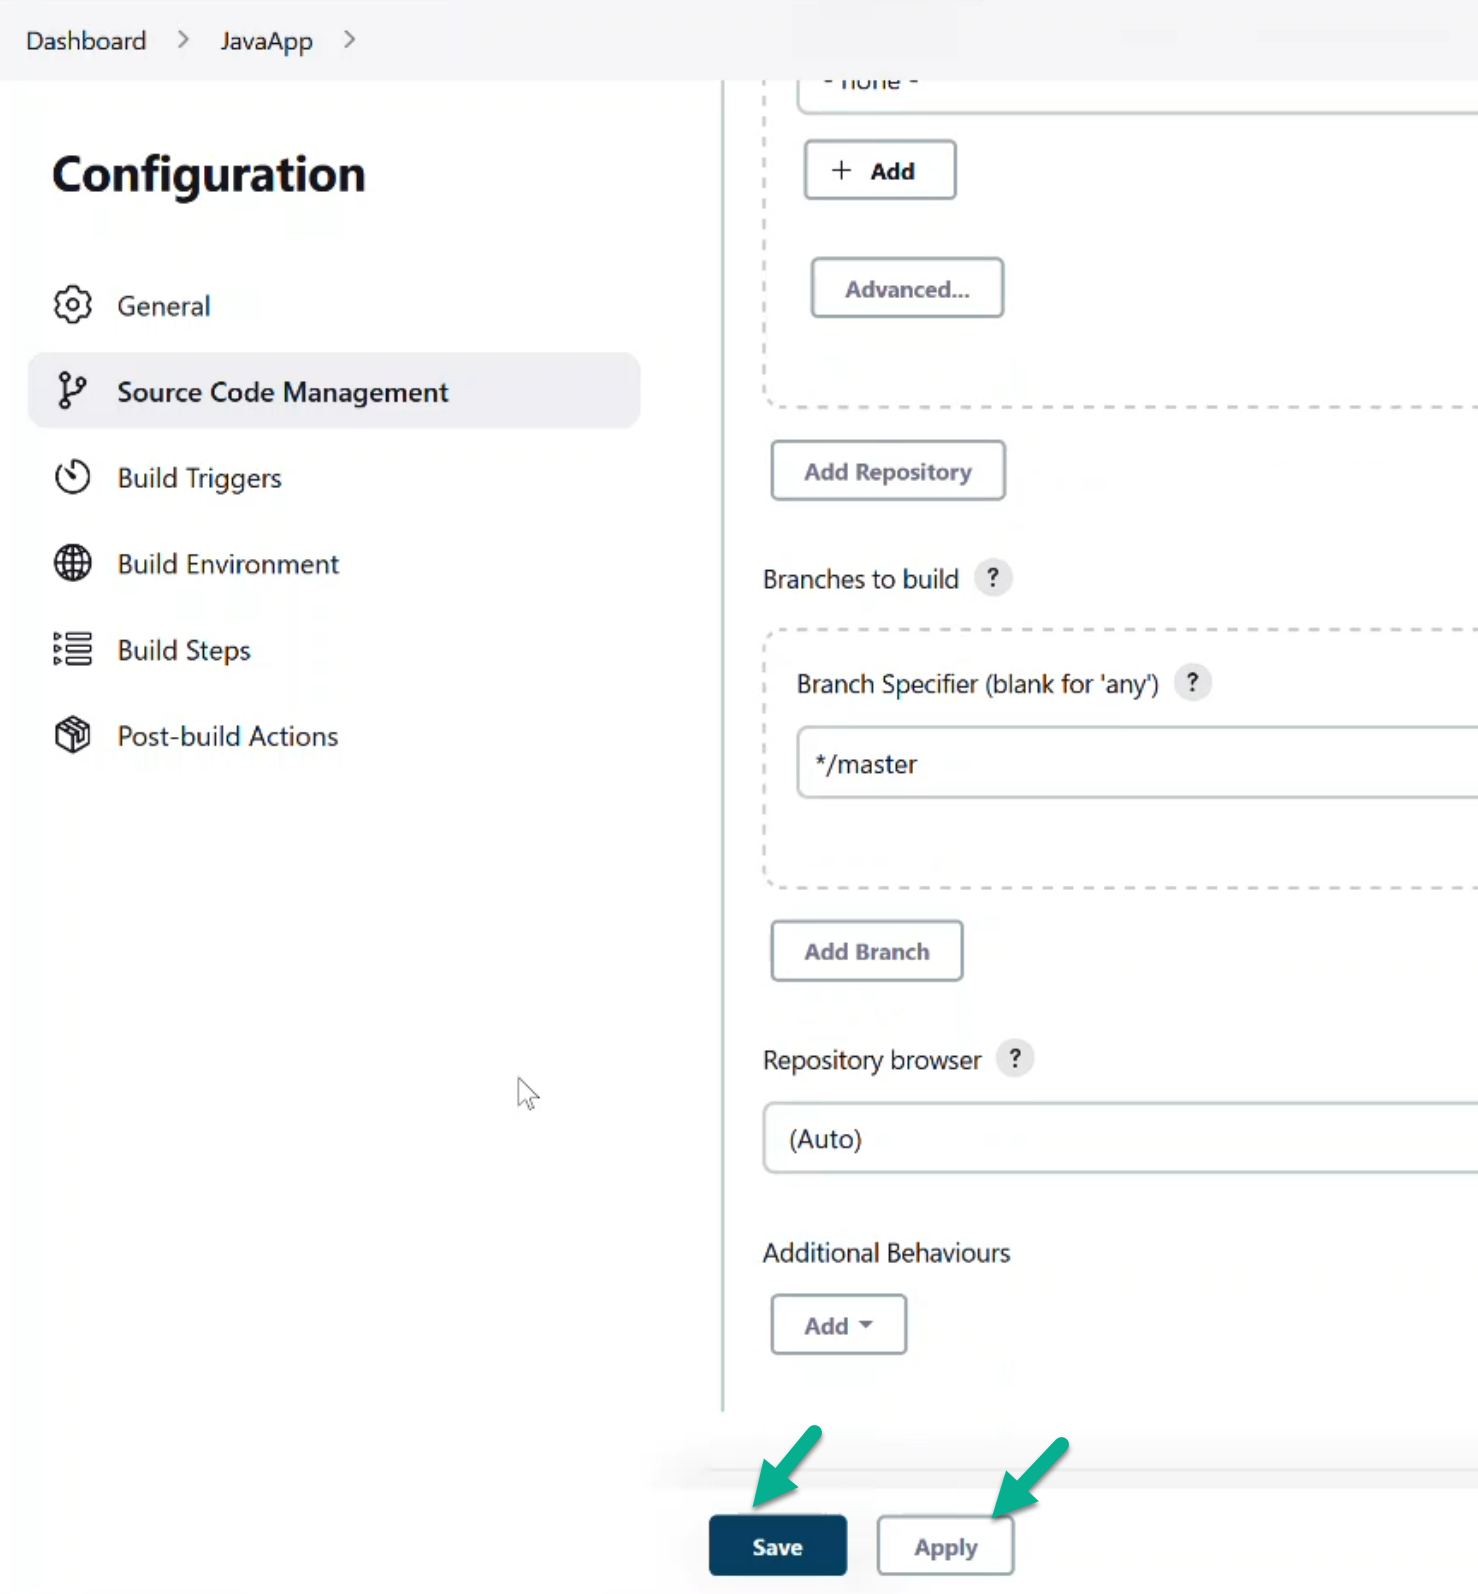 Dashboard > JavaApp >
- none -
+ Add
Configuration
Advanced...
General
Source Code Management
Add Repository
Build Triggers
Build Environment
Branches to build ?
Build Steps
Branch Specifier (blank for 'any') ?
Post-build Actions
*/master
Add Branch
Repository browser ?
(Auto)
Additional Behaviours
Add
Save
Apply